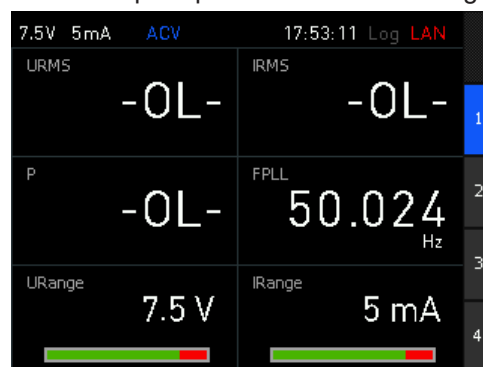 7.5V 5mA ACV 17:53:11 Log LAN
URMS IRMS
-OL- -OL-
1
P FPLL
-OL- 50.024
Hz
2
3
URange IRange
7.5 V 5 mA
4